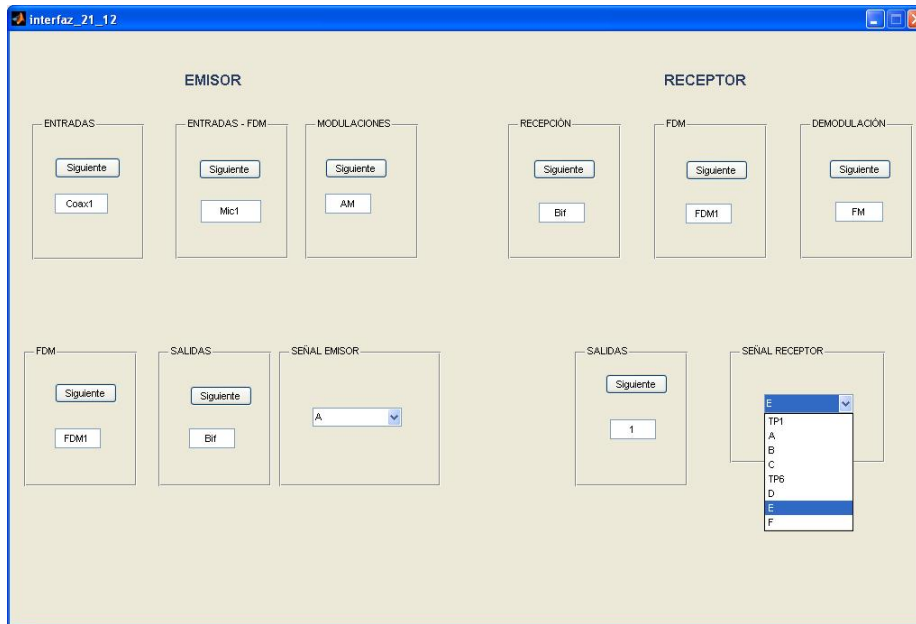 interfaz_21_12
EMISOR
RECEPTOR
ENTRADAS
ENTRADAS - FDM
MODULACIONES
RECEPCIÓN
FDM
DEMODULACIÓN
Siguiente
Siguiente
Siguiente
Siguiente
Siguiente
Siguiente
Coax1
Mic1
AM
Bif
FDM1
FM
FDM
SALIDAS
SEÑAL EMISOR
SALIDAS
SEÑAL RECEPTOR
Siguiente
Siguiente
Siguiente
FDM1
Bif
A
1
E
TP1
A
B
C
TP6
D
E
F